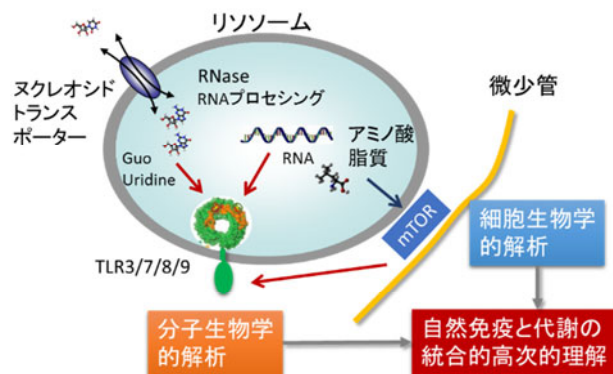 リソソーム
ヌクレオシド
トランス
ポーター
RNase
RNAプロセシング
微少管
アミノ酸
脂質
Guo
Uridine
RNA
mTOR
細胞生物学
的解析
TLR3/7/8/9
分子生物学
的解析
自然免疫と代謝の
統合的高次的理解